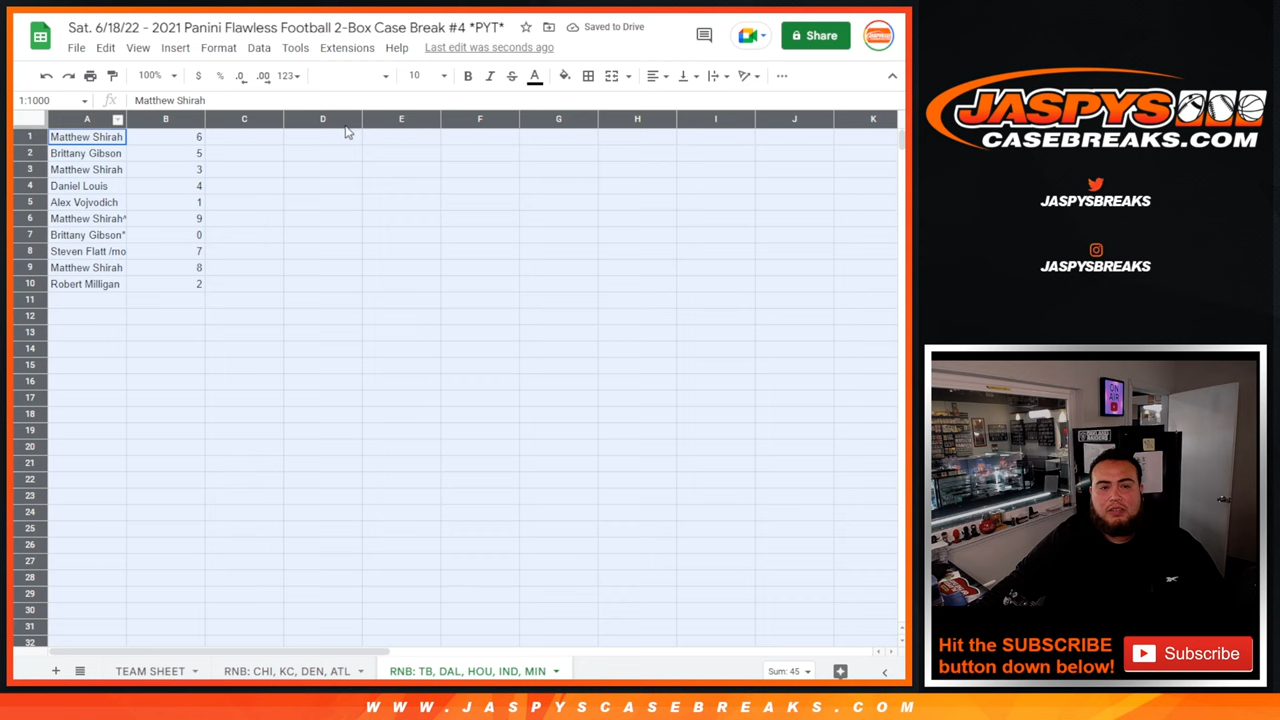 Sat. 6/18/22 - 2021 Panini Flawless Football 2-Box Case Break #4 *PYT*
Saved to Drive
File Edit View Insert Format Data Tools Extensions Help Last edit was seconds ago
Share
100% $ % .0 .00 123 10 B I S A
1:1000 fx Matthew Shirah
A B C D E F G H I J K
1 Matthew Shirah 6
2 Brittany Gibson 5
3 Matthew Shirah 3
4 Daniel Louis 4
5 Alex Vojvodich 1
6 Matthew Shirah^ 9
7 Brittany Gibson* 0
8 Steven Flatt /mo 7
9 Matthew Shirah 8
10 Robert Milligan 2
11
12
13
14
15
16
17
18
19
20
21
22
23
24
25
26
27
28
29
30
31
32
TEAM SHEET
RNB: CHI, KC, DEN, ATL
RNB: TB, DAL, HOU, IND, MIN
Sum: 45
JASPYS
CASEBREAKS.COM
JASPYSBREAKS
JASPYSBREAKS
ON AIR
Hit the SUBSCRIBE
button down below!
Subscribe
WWW.JASPYSCASEBREAKS.COM